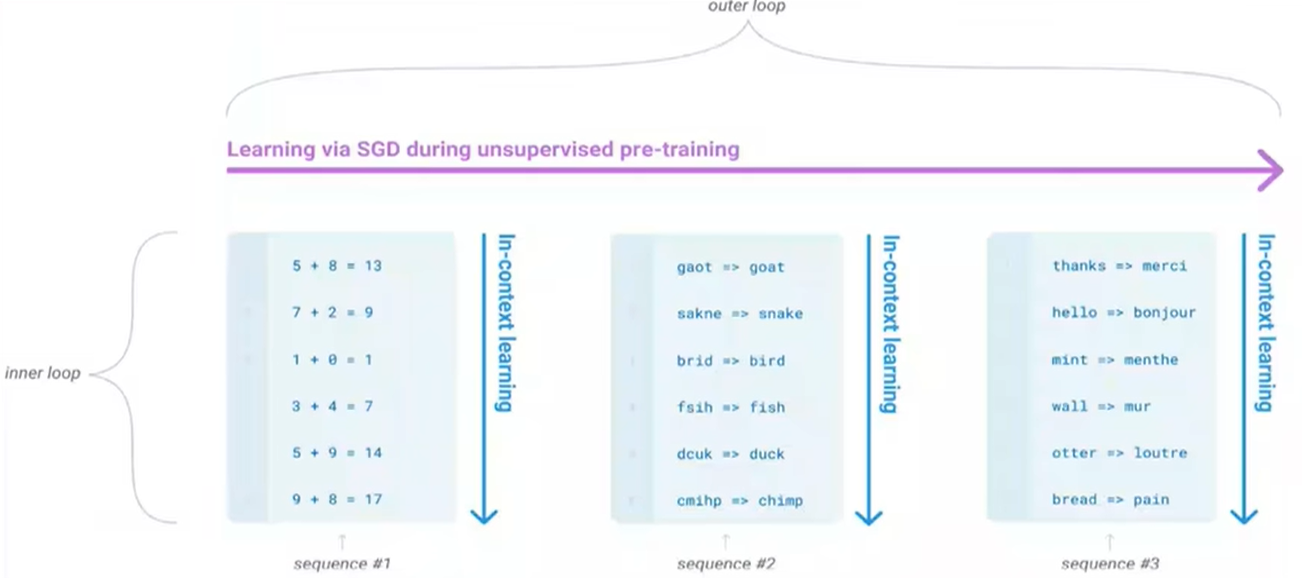 outer loop
Learning via SGD during unsupervised pre-training
inner loop
5 + 8 = 13
7 + 2 = 9
1 + 0 = 1
3 + 4 = 7
5 + 9 = 14
9 + 8 = 17
In-context learning
sequence #1
gaot => goat
sakne => snake
brid => bird
fsih => fish
dcuk => duck
cmihp => chimp
In-context learning
sequence #2
thanks => merci
hello => bonjour
mint => menthe
wall => mur
otter => loutre
bread => pain
In-context learning
sequence #3